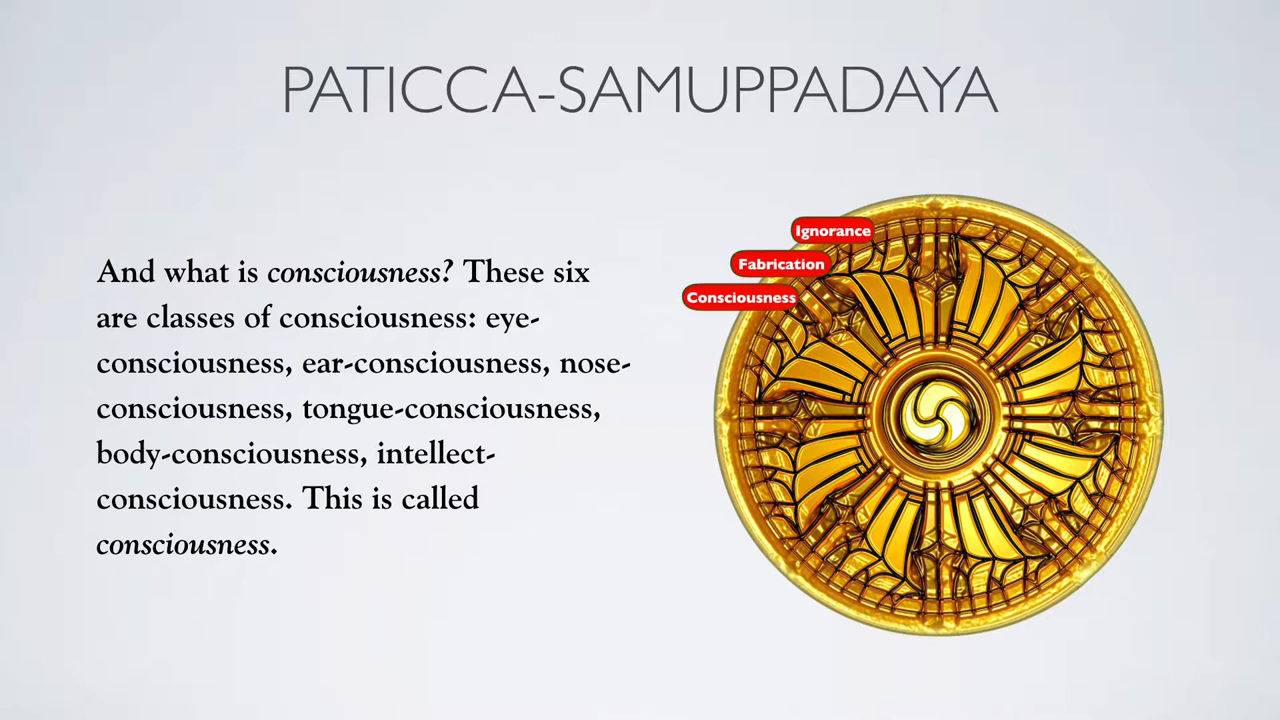 PATICCA-SAMUPPADAYA
And what is consciousness? These six
are classes of consciousness: eye-
consciousness, ear-consciousness, nose-
consciousness, tongue-consciousness,
body-consciousness, intellect-
consciousness. This is called
consciousness.
Ignorance
Fabrication
Consciousness